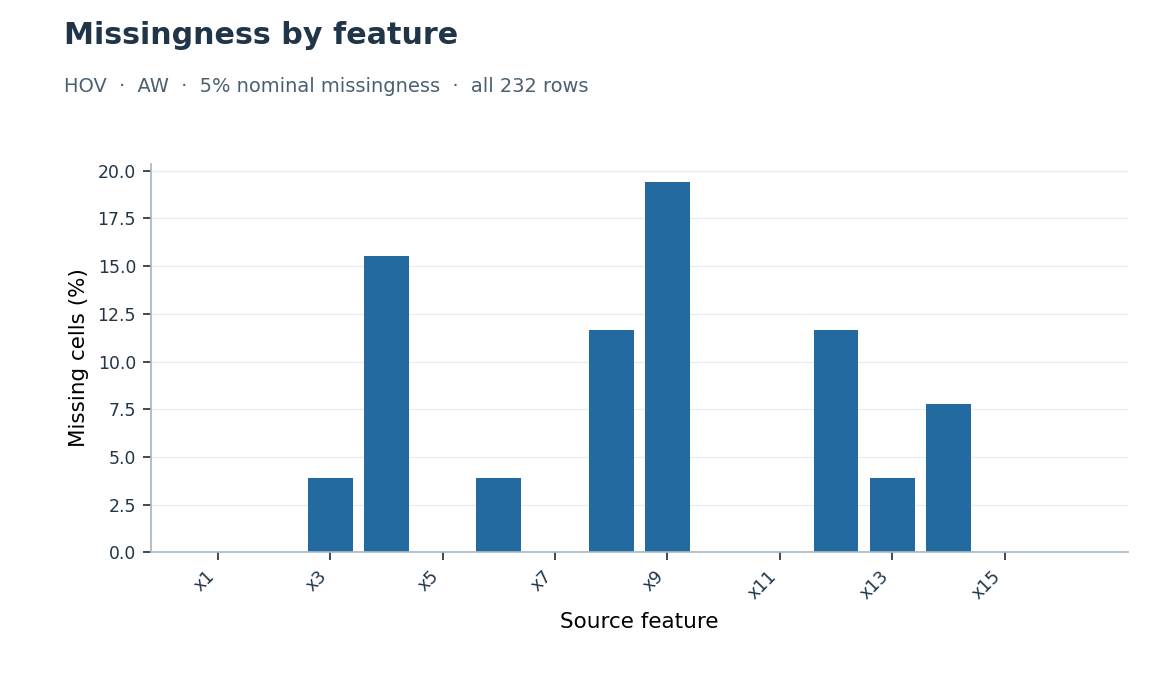 Missingness by feature
HOV · AW · 5% nominal missingness · all 232 rows
20.0
17.5
15.0
12.5
10.0
7.5
5.0
2.5
0.0
Missing cells (%)
x1 x3 x5 x7 x9 x11 x13 x15
Source feature